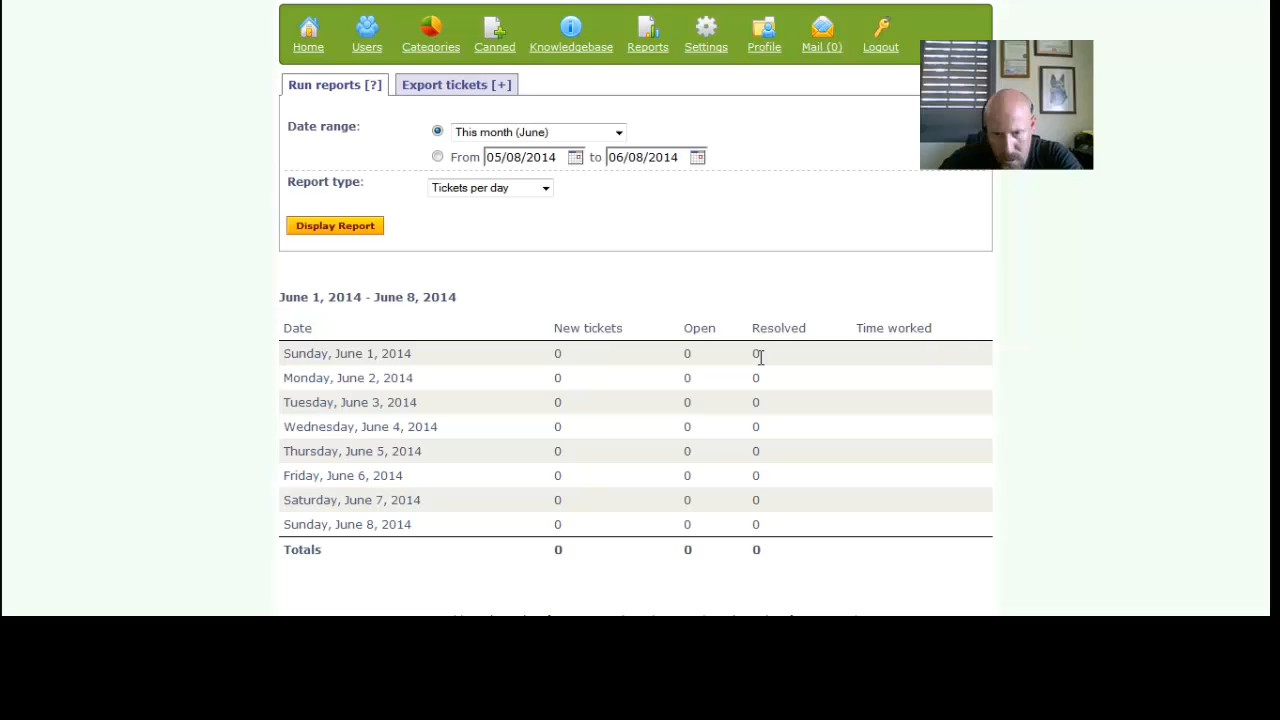 Home Users Categories Canned Knowledgebase Reports Settings Profile Mail (0) Logout
Run reports [?] Export tickets [+]
Date range:
This month (June)
From 05/08/2014 to 06/08/2014
Report type:
Tickets per day
Display Report
June 1, 2014 - June 8, 2014
Date New tickets Open Resolved Time worked
Sunday, June 1, 2014 0 0 0
Monday, June 2, 2014 0 0 0
Tuesday, June 3, 2014 0 0 0
Wednesday, June 4, 2014 0 0 0
Thursday, June 5, 2014 0 0 0
Friday, June 6, 2014 0 0 0
Saturday, June 7, 2014 0 0 0
Sunday, June 8, 2014 0 0 0
Totals 0 0 0